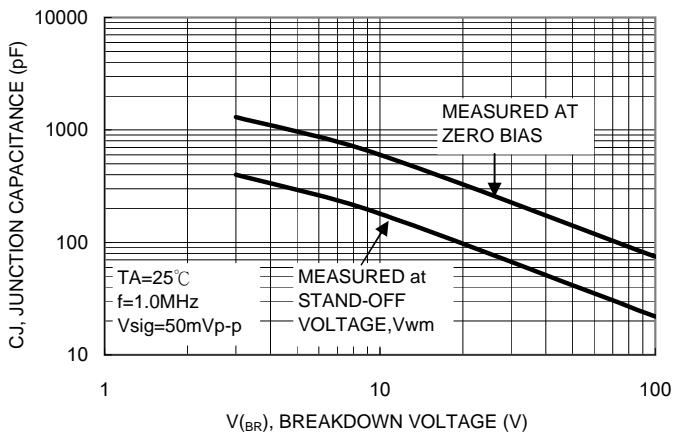 10000
1000
100
10
CJ, JUNCTION CAPACITANCE (pF)
MEASURED AT
ZERO BIAS
TA=25℃
f=1.0MHz
Vsig=50mVp-p
MEASURED at
STAND-OFF
VOLTAGE,Vwm
1
10
100
V(BR), BREAKDOWN VOLTAGE (V)